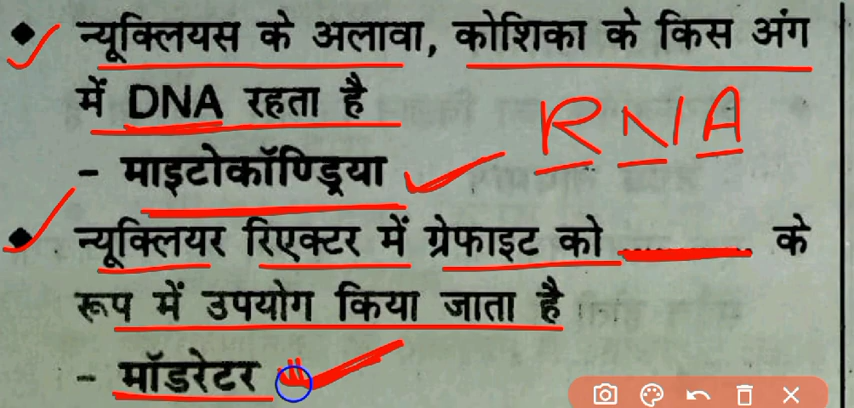 ◆ न्यूक्लियस के अलावा, कोशिका के किस अंग
में DNA रहता है
RNA
- माइटोकॉण्ड्रिया
◆ न्यूक्लियर रिएक्टर में ग्रेफाइट को ............ के
रूप में उपयोग किया जाता है
- मॉडरेटर